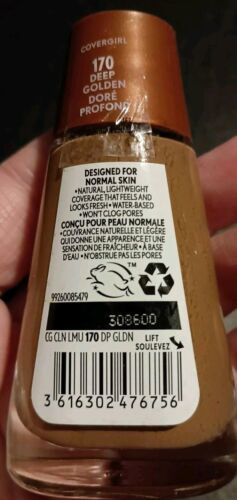 COVERGIRL
170
DEEP
GOLDEN
DORÉ
PROFOND
DESIGNED FOR
NORMAL SKIN
•NATURAL, LIGHTWEIGHT
COVERAGE THAT FEELS AND
LOOKS FRESH • WATER-BASED
• WON'T CLOG PORES
CONÇU POUR PEAU NORMALE
• COUVRANCE NATURELLE ET LÉGÈRE
QUI DONNE UNE APPARENCE ET UNE
SENSATION DE FRAÎCHEUR • À BASE
D'EAU • N'OBSTRUE PAS LES PORES
TM
99260085479
308600
CG CLN LMU 170 DP GLDN
LIFT
SOULEVEZ
3 616302 476756